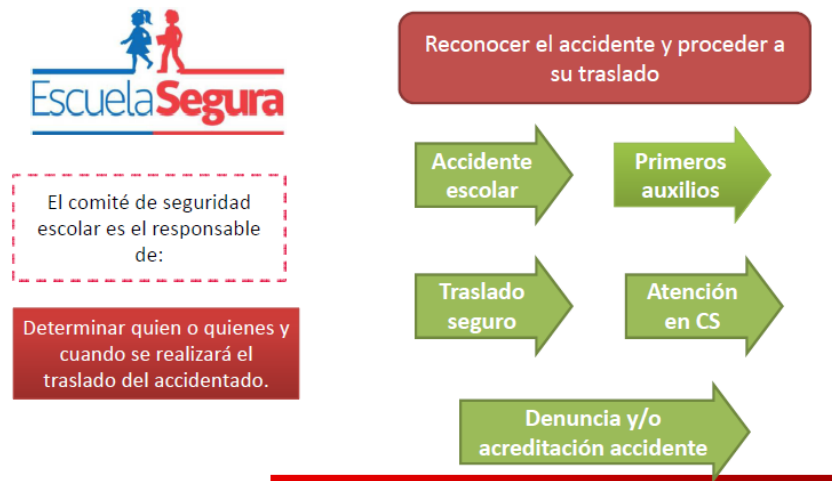 EscuelaSegura
El comité de seguridad
escolar es el responsable
de:
Determinar quien o quienes y
cuando se realizará el
traslado del accidentado.
Reconocer el accidente y proceder a
su traslado
Accidente
escolar
Primeros
auxilios
Traslado
seguro
Atención
en CS
Denuncia y/o
acreditación accidente